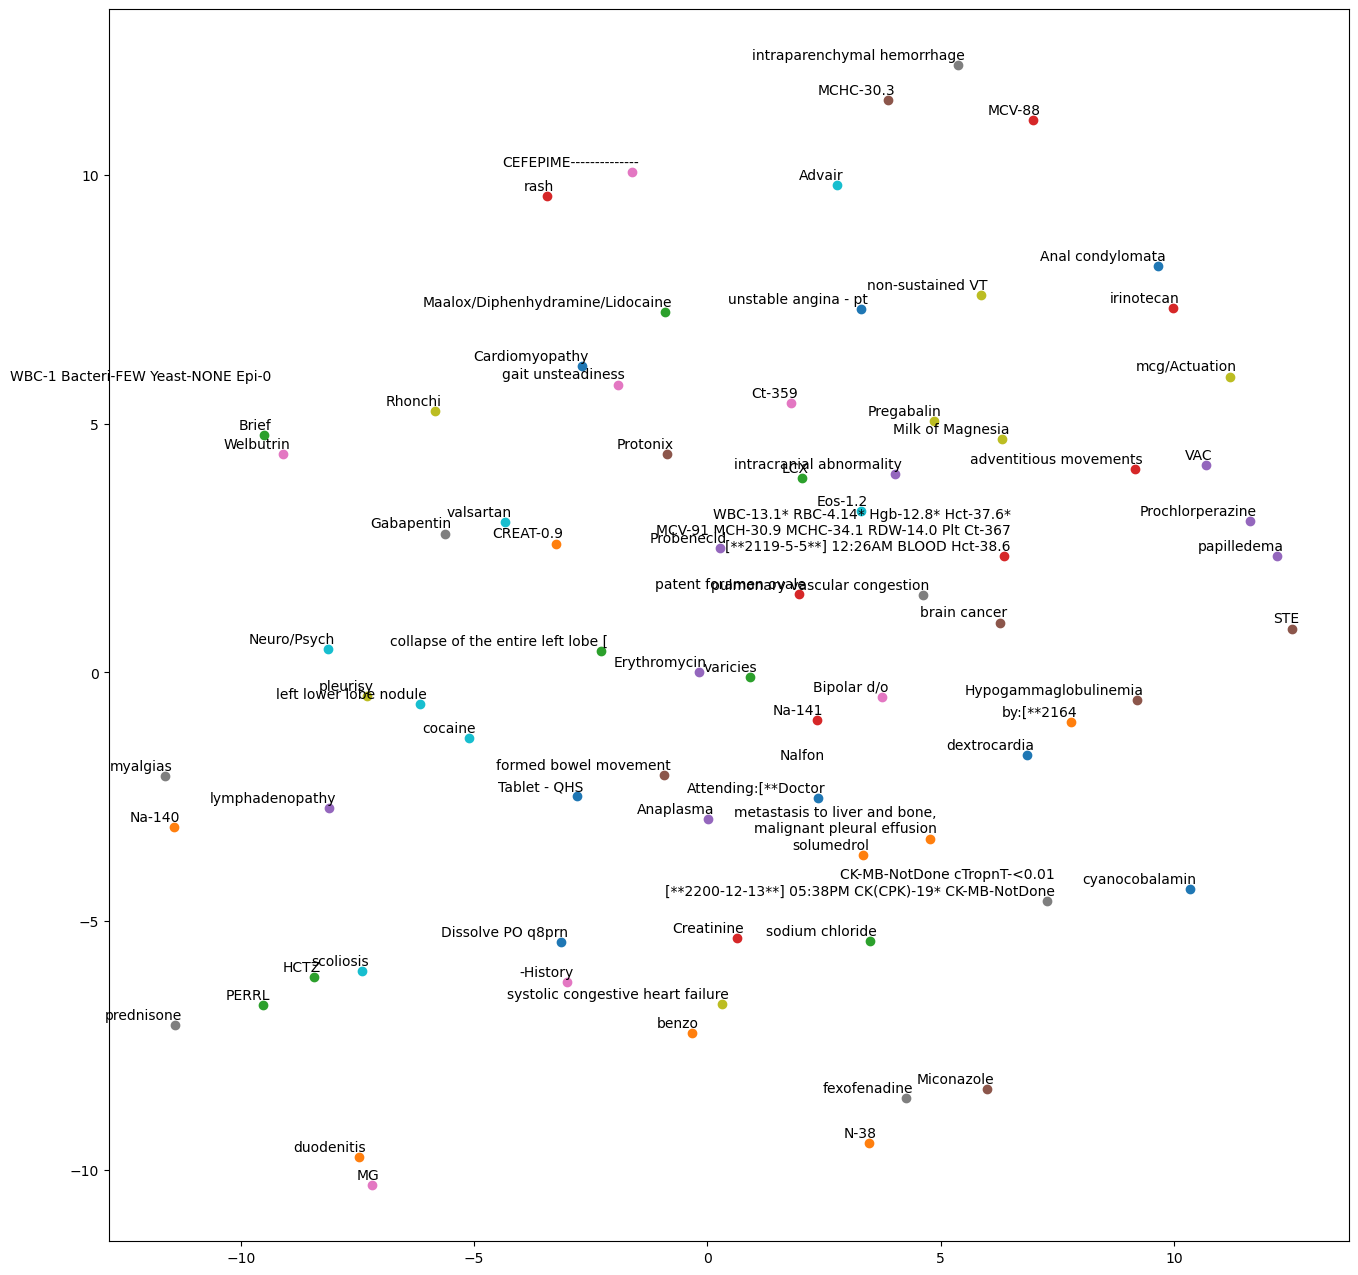 intraparenchymal hemorrhage
MCHC-30.3
MCV-88
CEFEPIME--------------
10
Advair
rash
Anal condylomata
non-sustained VT
unstable angina - pt
irinotecan
Maalox/Diphenhydramine/Lidocaine
Cardiomyopathy
mcg/Actuation
WBC-1 Bacteri-FEW Yeast-NONE Epi-0
gait unsteadiness
Rhonchi
Ct-359
5
Brief
Pregabalin
Milk of Magnesia
Welbutrin
Protonix
adventitious movements
VAC
intracranial abnormality
LCX
Eos-1.2
valsartan
WBC-13.1* RBC-4.14* Hgb-12.8* Hct-37.6*
MCV-91 MCH-30.9 MCHC-34.1 RDW-14.0 Plt Ct-367
[**2119-5-5**] 12:26AM BLOOD Hct-38.6
Prochlorperazine
Gabapentin
CREAT-0.9
Probenecid
papilledema
patent foramen ovale
pulmonary vascular congestion
brain cancer
STE
Neuro/Psych
collapse of the entire left lobe [
0
Erythromycin
varicies
pleurisy
left lower lobe nodule
Bipolar d/o
Hypogammaglobulinemia
Na-141
by:[**2164
cocaine
Nalfon
dextrocardia
myalgias
formed bowel movement
Tablet - QHS
Attending:[**Doctor
lymphadenopathy
Anaplasma
metastasis to liver and bone,
malignant pleural effusion
Na-140
solumedrol
CK-MB-NotDone cTropnT-<0.01
[**2200-12-13**] 05:38PM CK(CPK)-19* CK-MB-NotDone
cyanocobalamin
−5
Creatinine
sodium chloride
Dissolve PO q8prn
scoliosis
HCTZ
-History
PERRL
systolic congestive heart failure
prednisone
benzo
Miconazole
fexofenadine
N-38
duodenitis
−10
MG
−10
−5
0
5
10